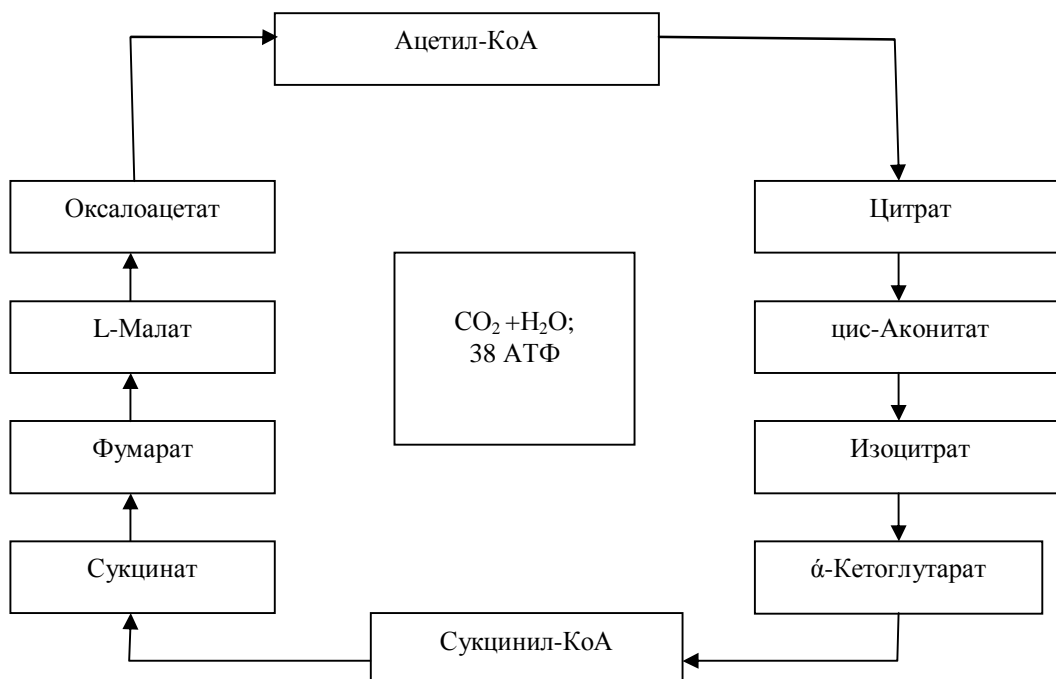 Ацетил-КоА
Оксалоацетат
Цитрат
L-Малат
CO₂ +H₂O;
38 АТФ
цис-Аконитат
Фумарат
Изоцитрат
Сукцинат
ά-Кетоглутарат
Сукцинил-КоА